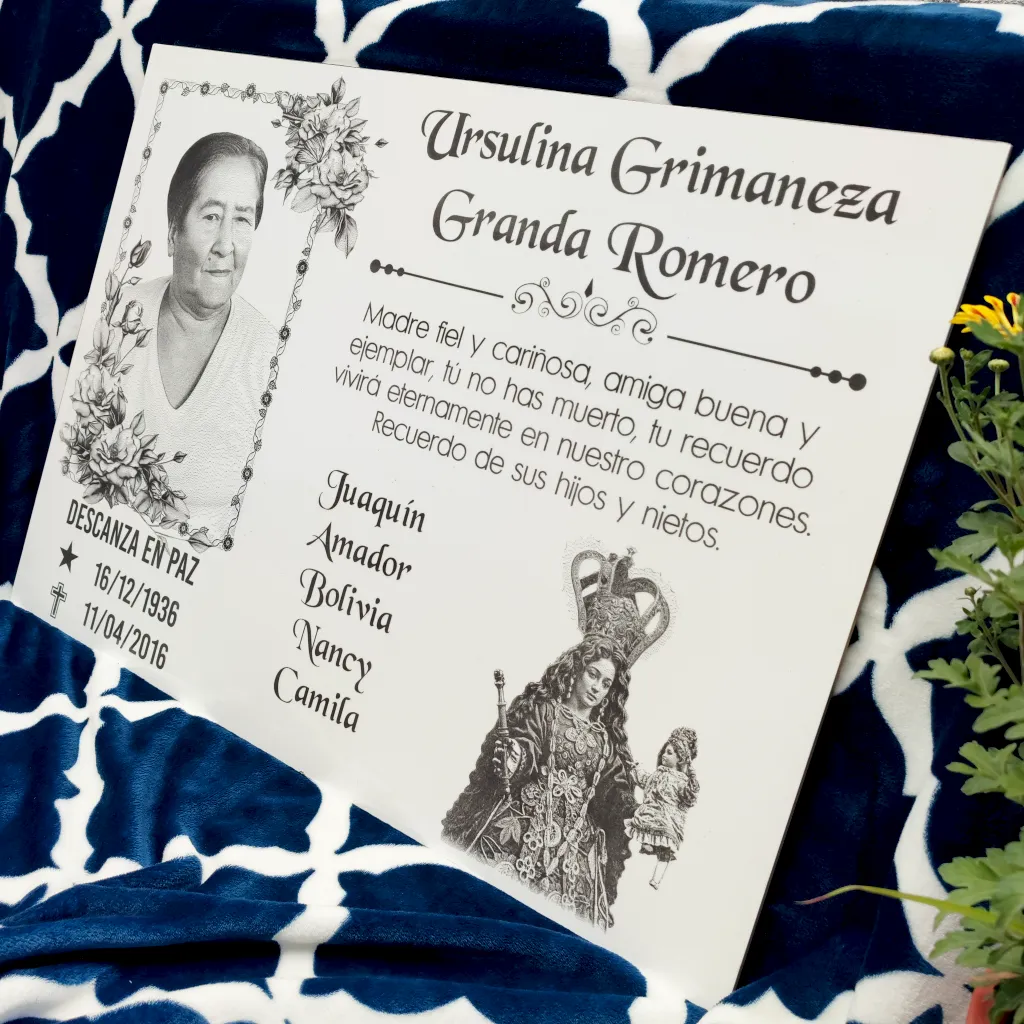 Ursulina Grimaneza
Granda Romero
Madre fiel y cariñosa, amiga buena y
ejemplar, tú no has muerto, tu recuerdo
vivirá eternamente en nuestro corazones.
Recuerdo de sus hijos y nietos.
Juaquín
Amador
Bolivia
Nancy
Camila
DESCANZA EN PAZ
16/12/1936
11/04/2016